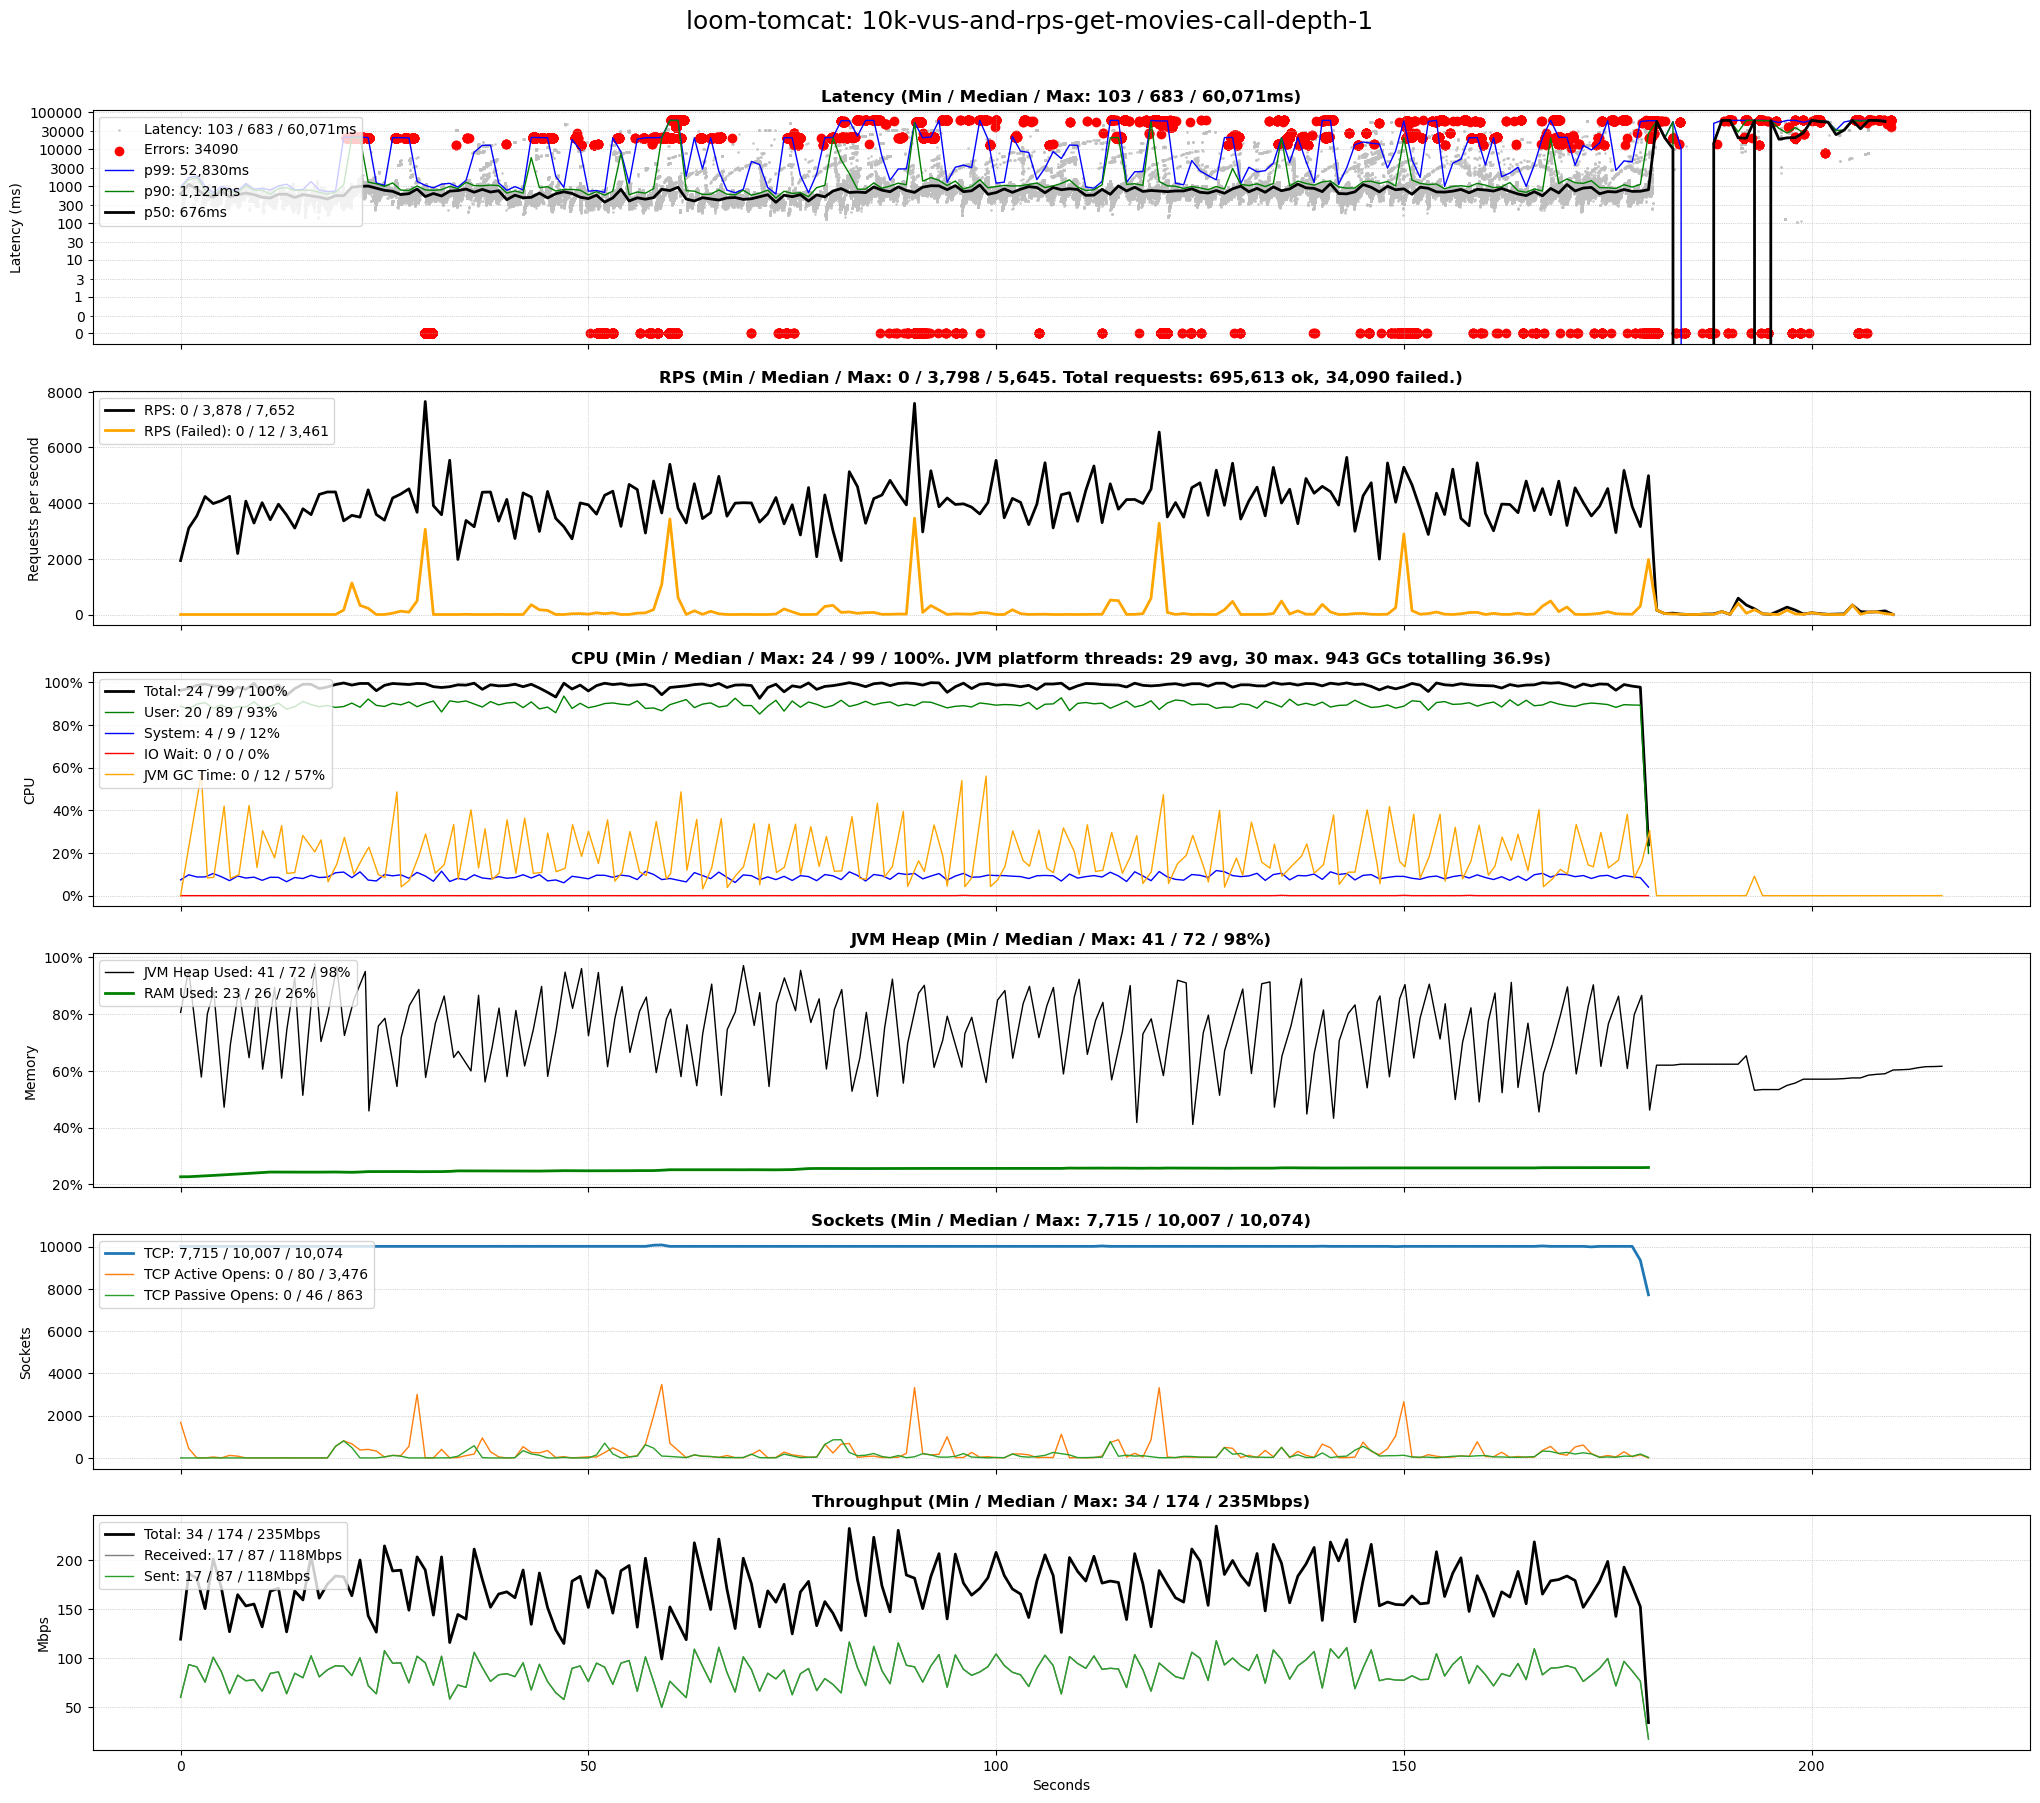 loom-tomcat: 10k-vus-and-rps-get-movies-call-depth-1
Latency (Min / Median / Max: 103 / 683 / 60,071ms)
Latency (ms)
100000
30000
10000
3000
1000
300
100
30
10
3
1
0
0
Latency: 103 / 683 / 60,071ms
Errors: 34090
p99: 52,830ms
p90: 1,121ms
p50: 676ms
RPS (Min / Median / Max: 0 / 3,798 / 5,645. Total requests: 695,613 ok, 34,090 failed.)
Requests per second
8000
6000
4000
2000
0
RPS: 0 / 3,878 / 7,652
RPS (Failed): 0 / 12 / 3,461
CPU (Min / Median / Max: 24 / 99 / 100%. JVM platform threads: 29 avg, 30 max. 943 GCs totalling 36.9s)
CPU
100%
80%
60%
40%
20%
0%
Total: 24 / 99 / 100%
User: 20 / 89 / 93%
System: 4 / 9 / 12%
IO Wait: 0 / 0 / 0%
JVM GC Time: 0 / 12 / 57%
JVM Heap (Min / Median / Max: 41 / 72 / 98%)
Memory
100%
80%
60%
40%
20%
JVM Heap Used: 41 / 72 / 98%
RAM Used: 23 / 26 / 26%
Sockets (Min / Median / Max: 7,715 / 10,007 / 10,074)
Sockets
10000
8000
6000
4000
2000
0
TCP: 7,715 / 10,007 / 10,074
TCP Active Opens: 0 / 80 / 3,476
TCP Passive Opens: 0 / 46 / 863
Throughput (Min / Median / Max: 34 / 174 / 235Mbps)
Mbps
200
150
100
50
Total: 34 / 174 / 235Mbps
Received: 17 / 87 / 118Mbps
Sent: 17 / 87 / 118Mbps
0
50
100
150
200
Seconds